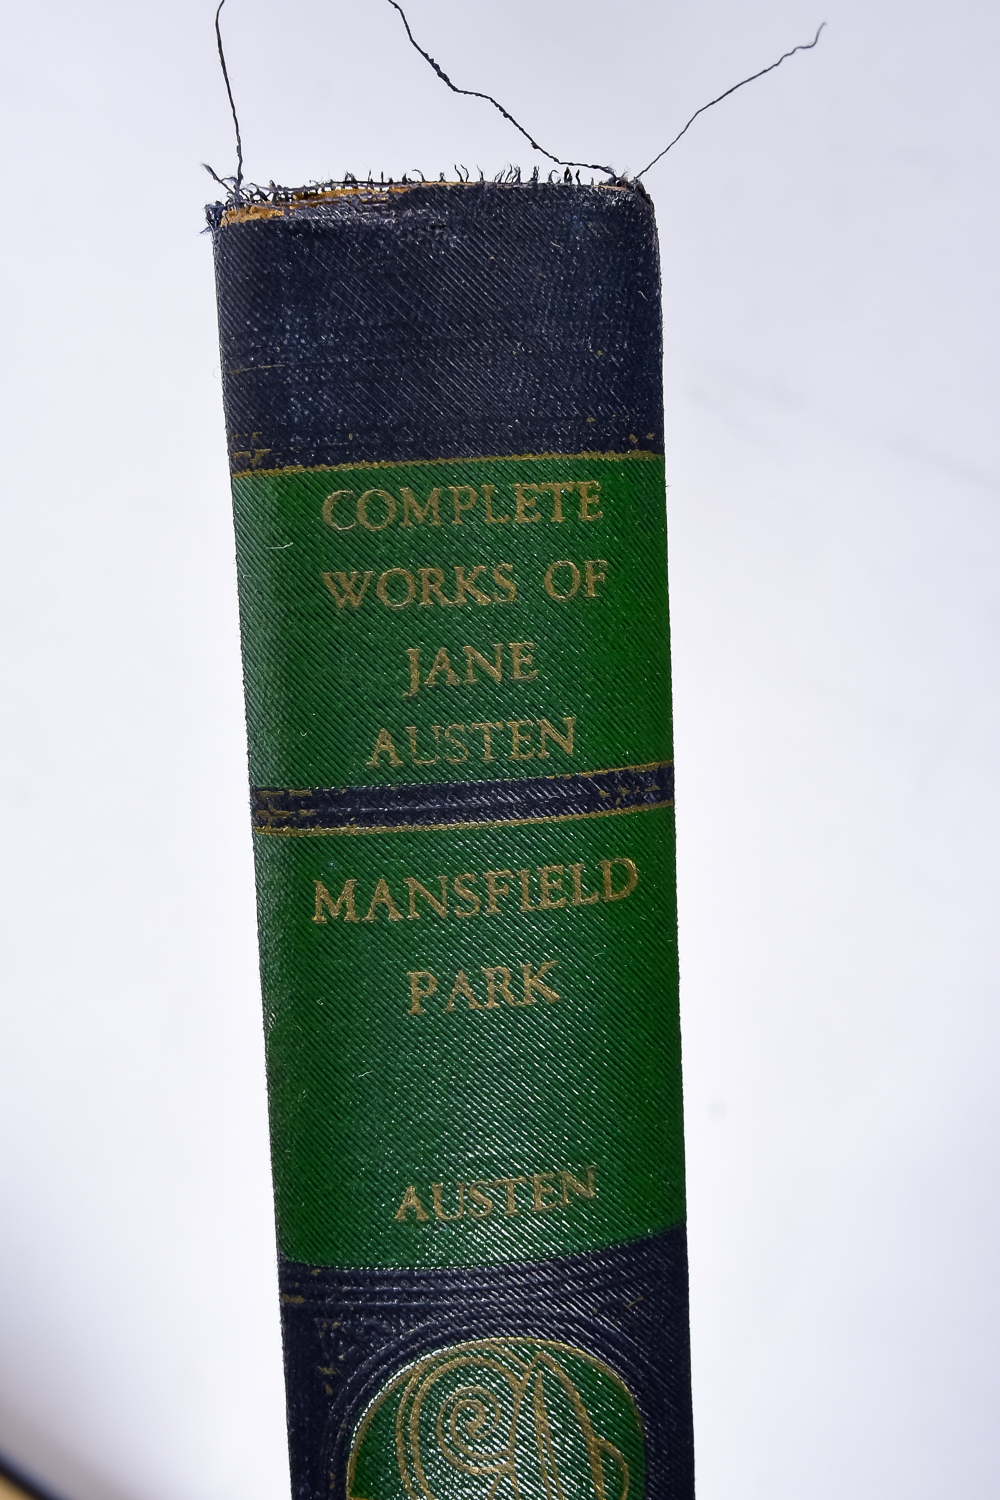 COMPLETE
WORKS OF
JANE
AUSTEN
MANSFIELD
PARK
AUSTEN